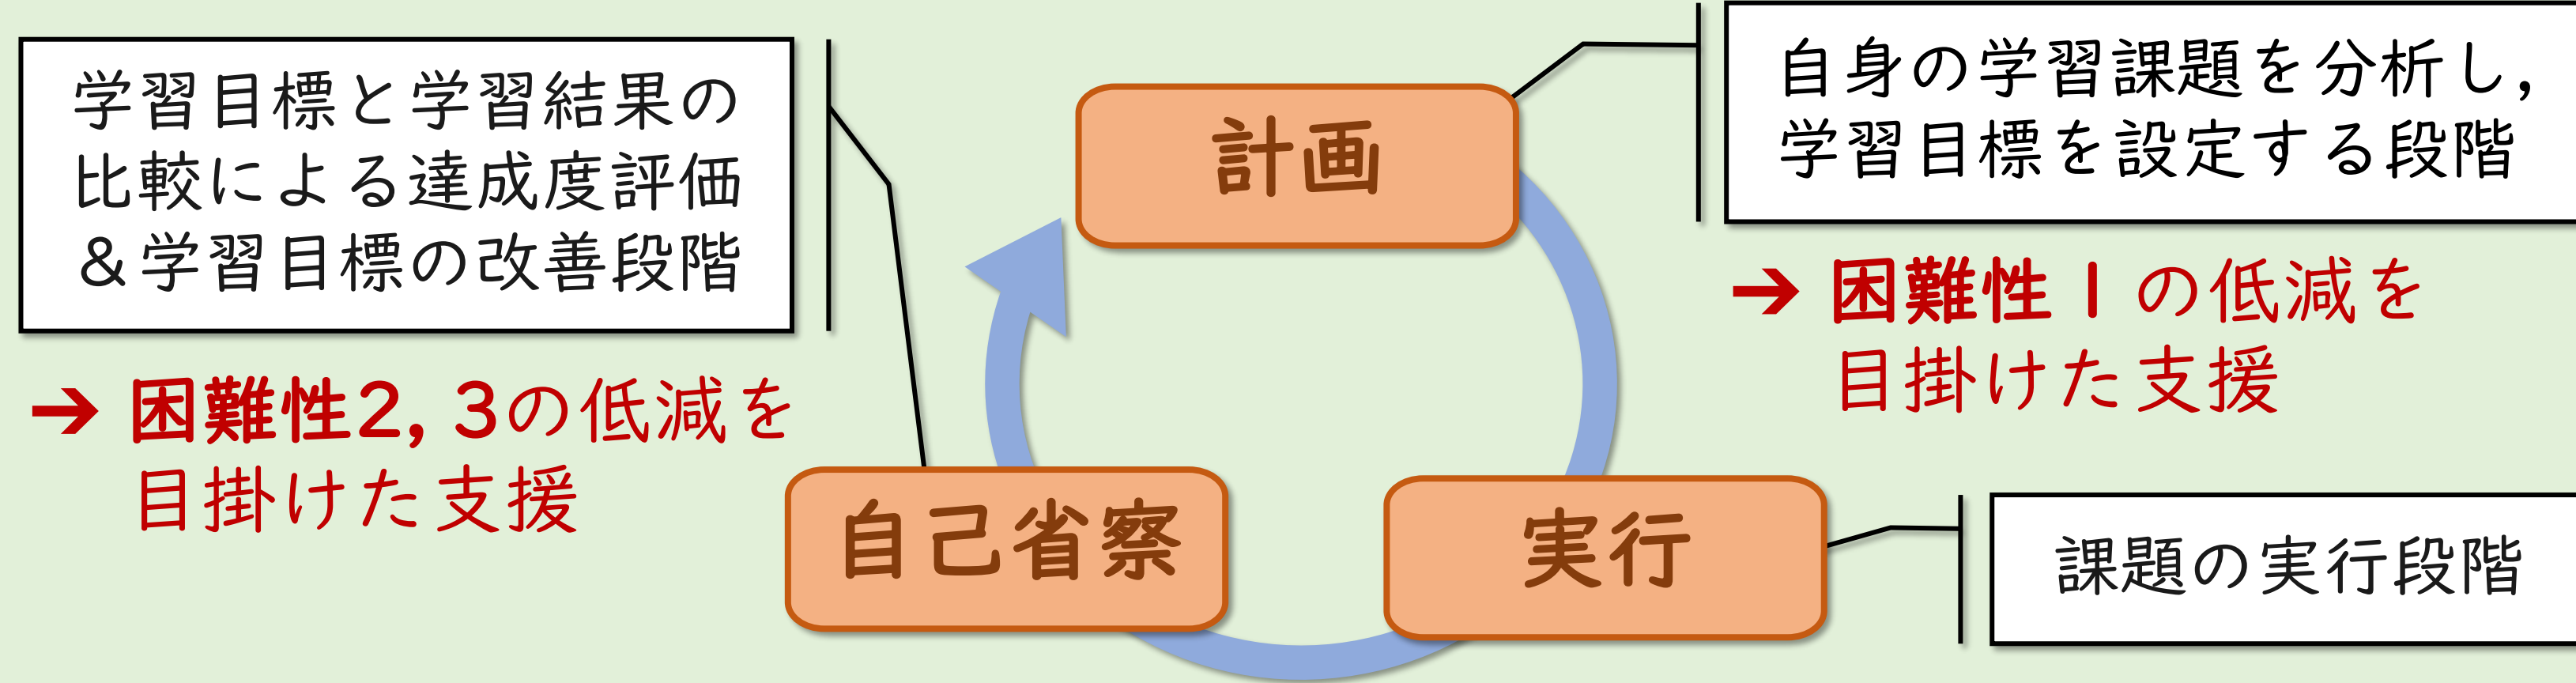 学習目標と学習結果の
比較による達成度評価
＆学習目標の改善段階
➔ 困難性2, 3の低減を
目掛けた支援
計画
自身の学習課題を分析し,
学習目標を設定する段階
➔ 困難性1の低減を
目掛けた支援
自己省察
実行
課題の実行段階